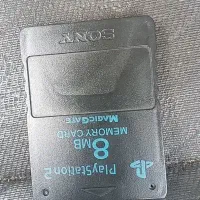 PlayStation 2
8MB
MEMORY CARD
MAGICGATE
SONY